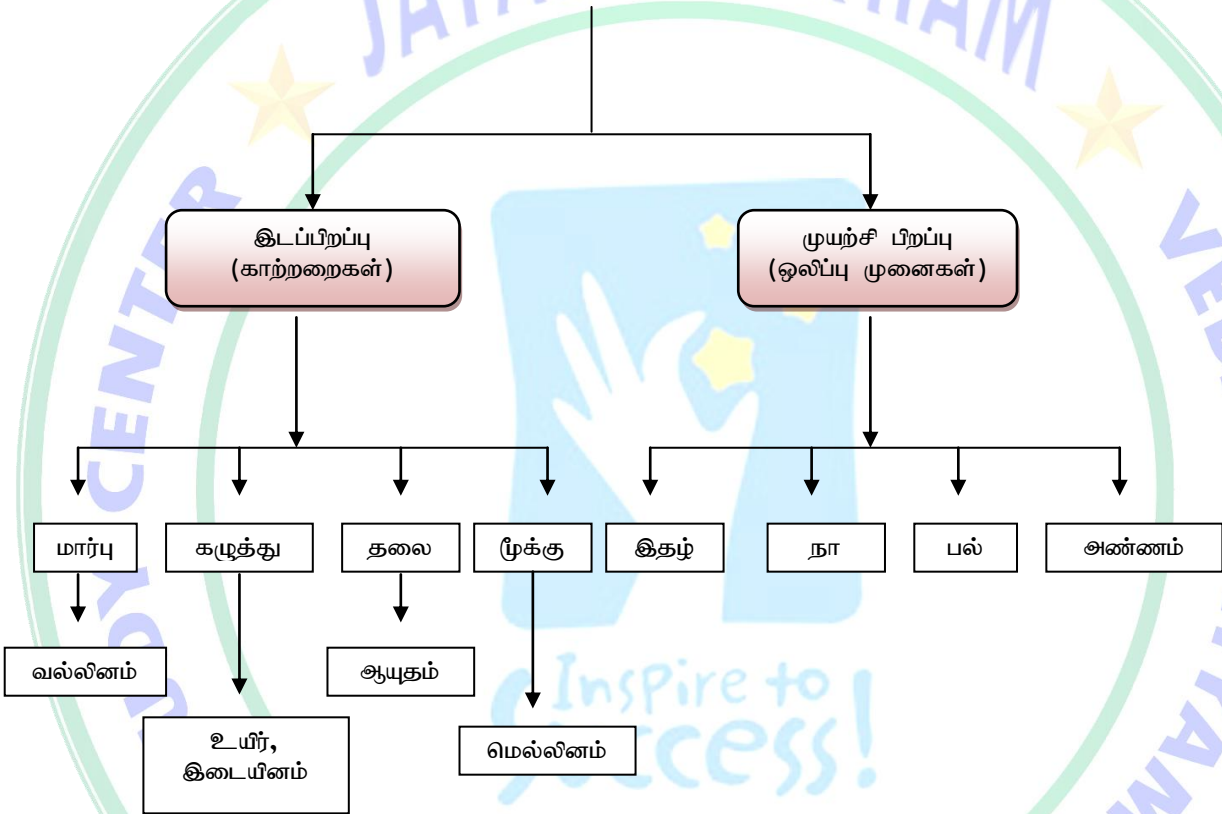 இடப்பிறப்பு
(காற்றறைகள்)
முயற்சி பிறப்பு
(ஒலிப்பு முனைகள்)
மார்பு
கழுத்து
தலை
மூக்கு
இதழ்
நா
பல்
அண்ணம்
வல்லினம்
ஆயுதம்
உயிர்,
இடையினம்
மெல்லினம்
Inspire to
Success!
CENTER